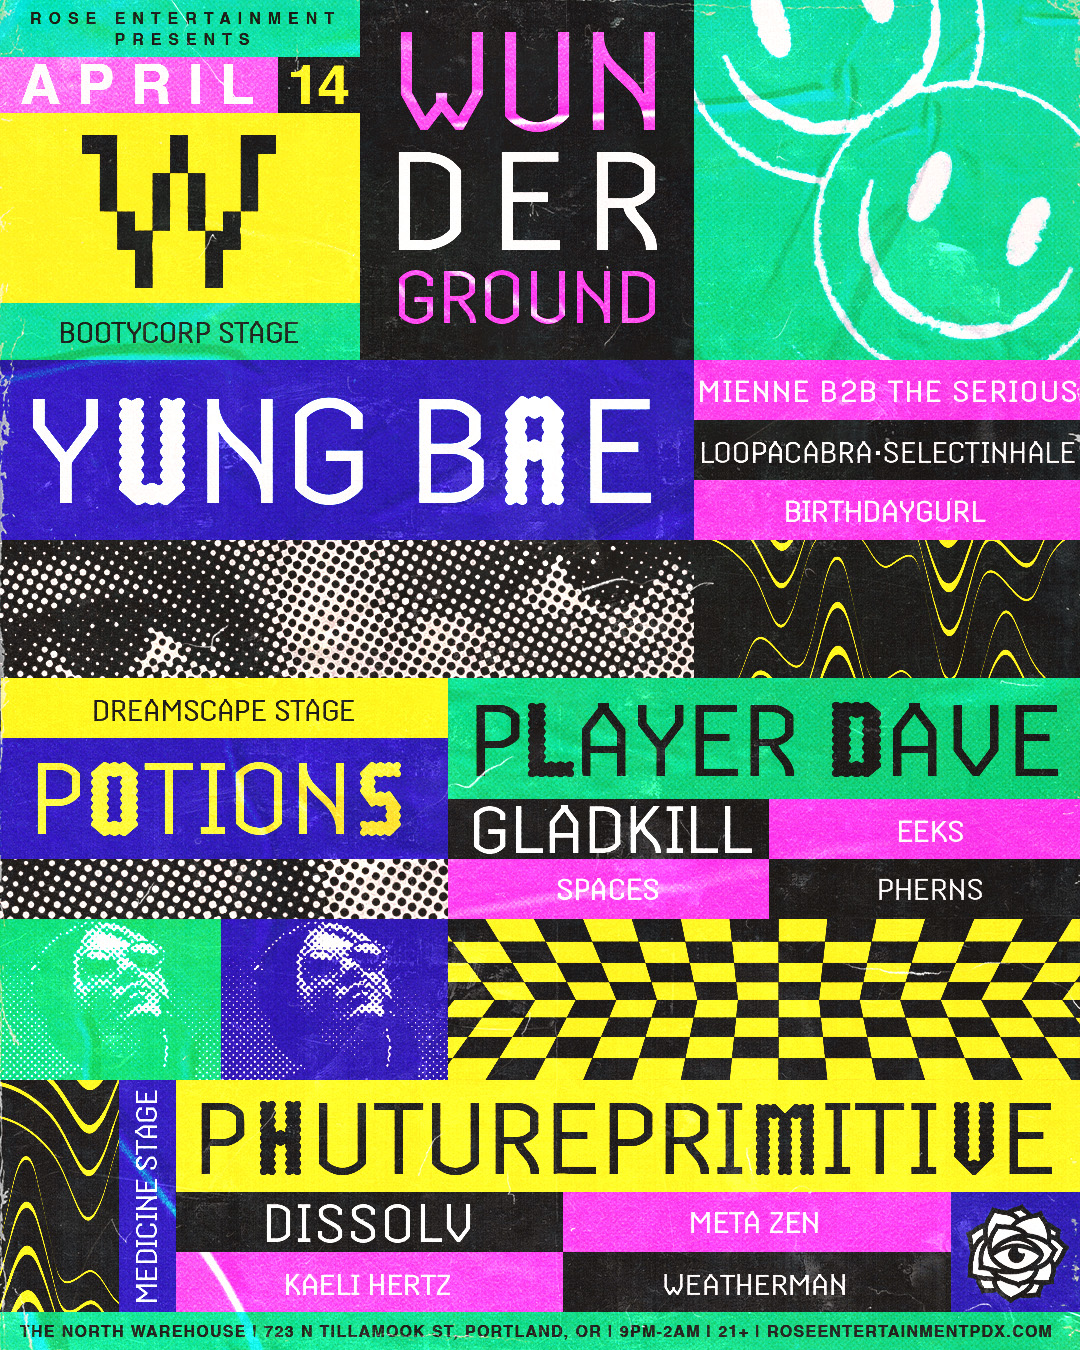 ROSE ENTERTAINMENT
PRESENTS
APRIL 14
W
WUN
DER
GROUND
BOOTYCORP STAGE
YUNG BAE
MIENNE B2B THE SERIOUS
LOOPACABRA·SELECTINHALE
BIRTHDAYGURL
DREAMSCAPE STAGE
POTIONS
PLAYER DAVE
GLADKILL
EEKS
SPACES
PHERNS
MEDICINE STAGE
PHUTUREPRIMITIVE
DISSOLV
META ZEN
KAELI HERTZ
WEATHERMAN
THE NORTH WAREHOUSE | 723 N TILLAMOOK ST, PORTLAND, OR | 9PM-2AM | 21+ | ROSEENTERTAINMENTPDX.COM